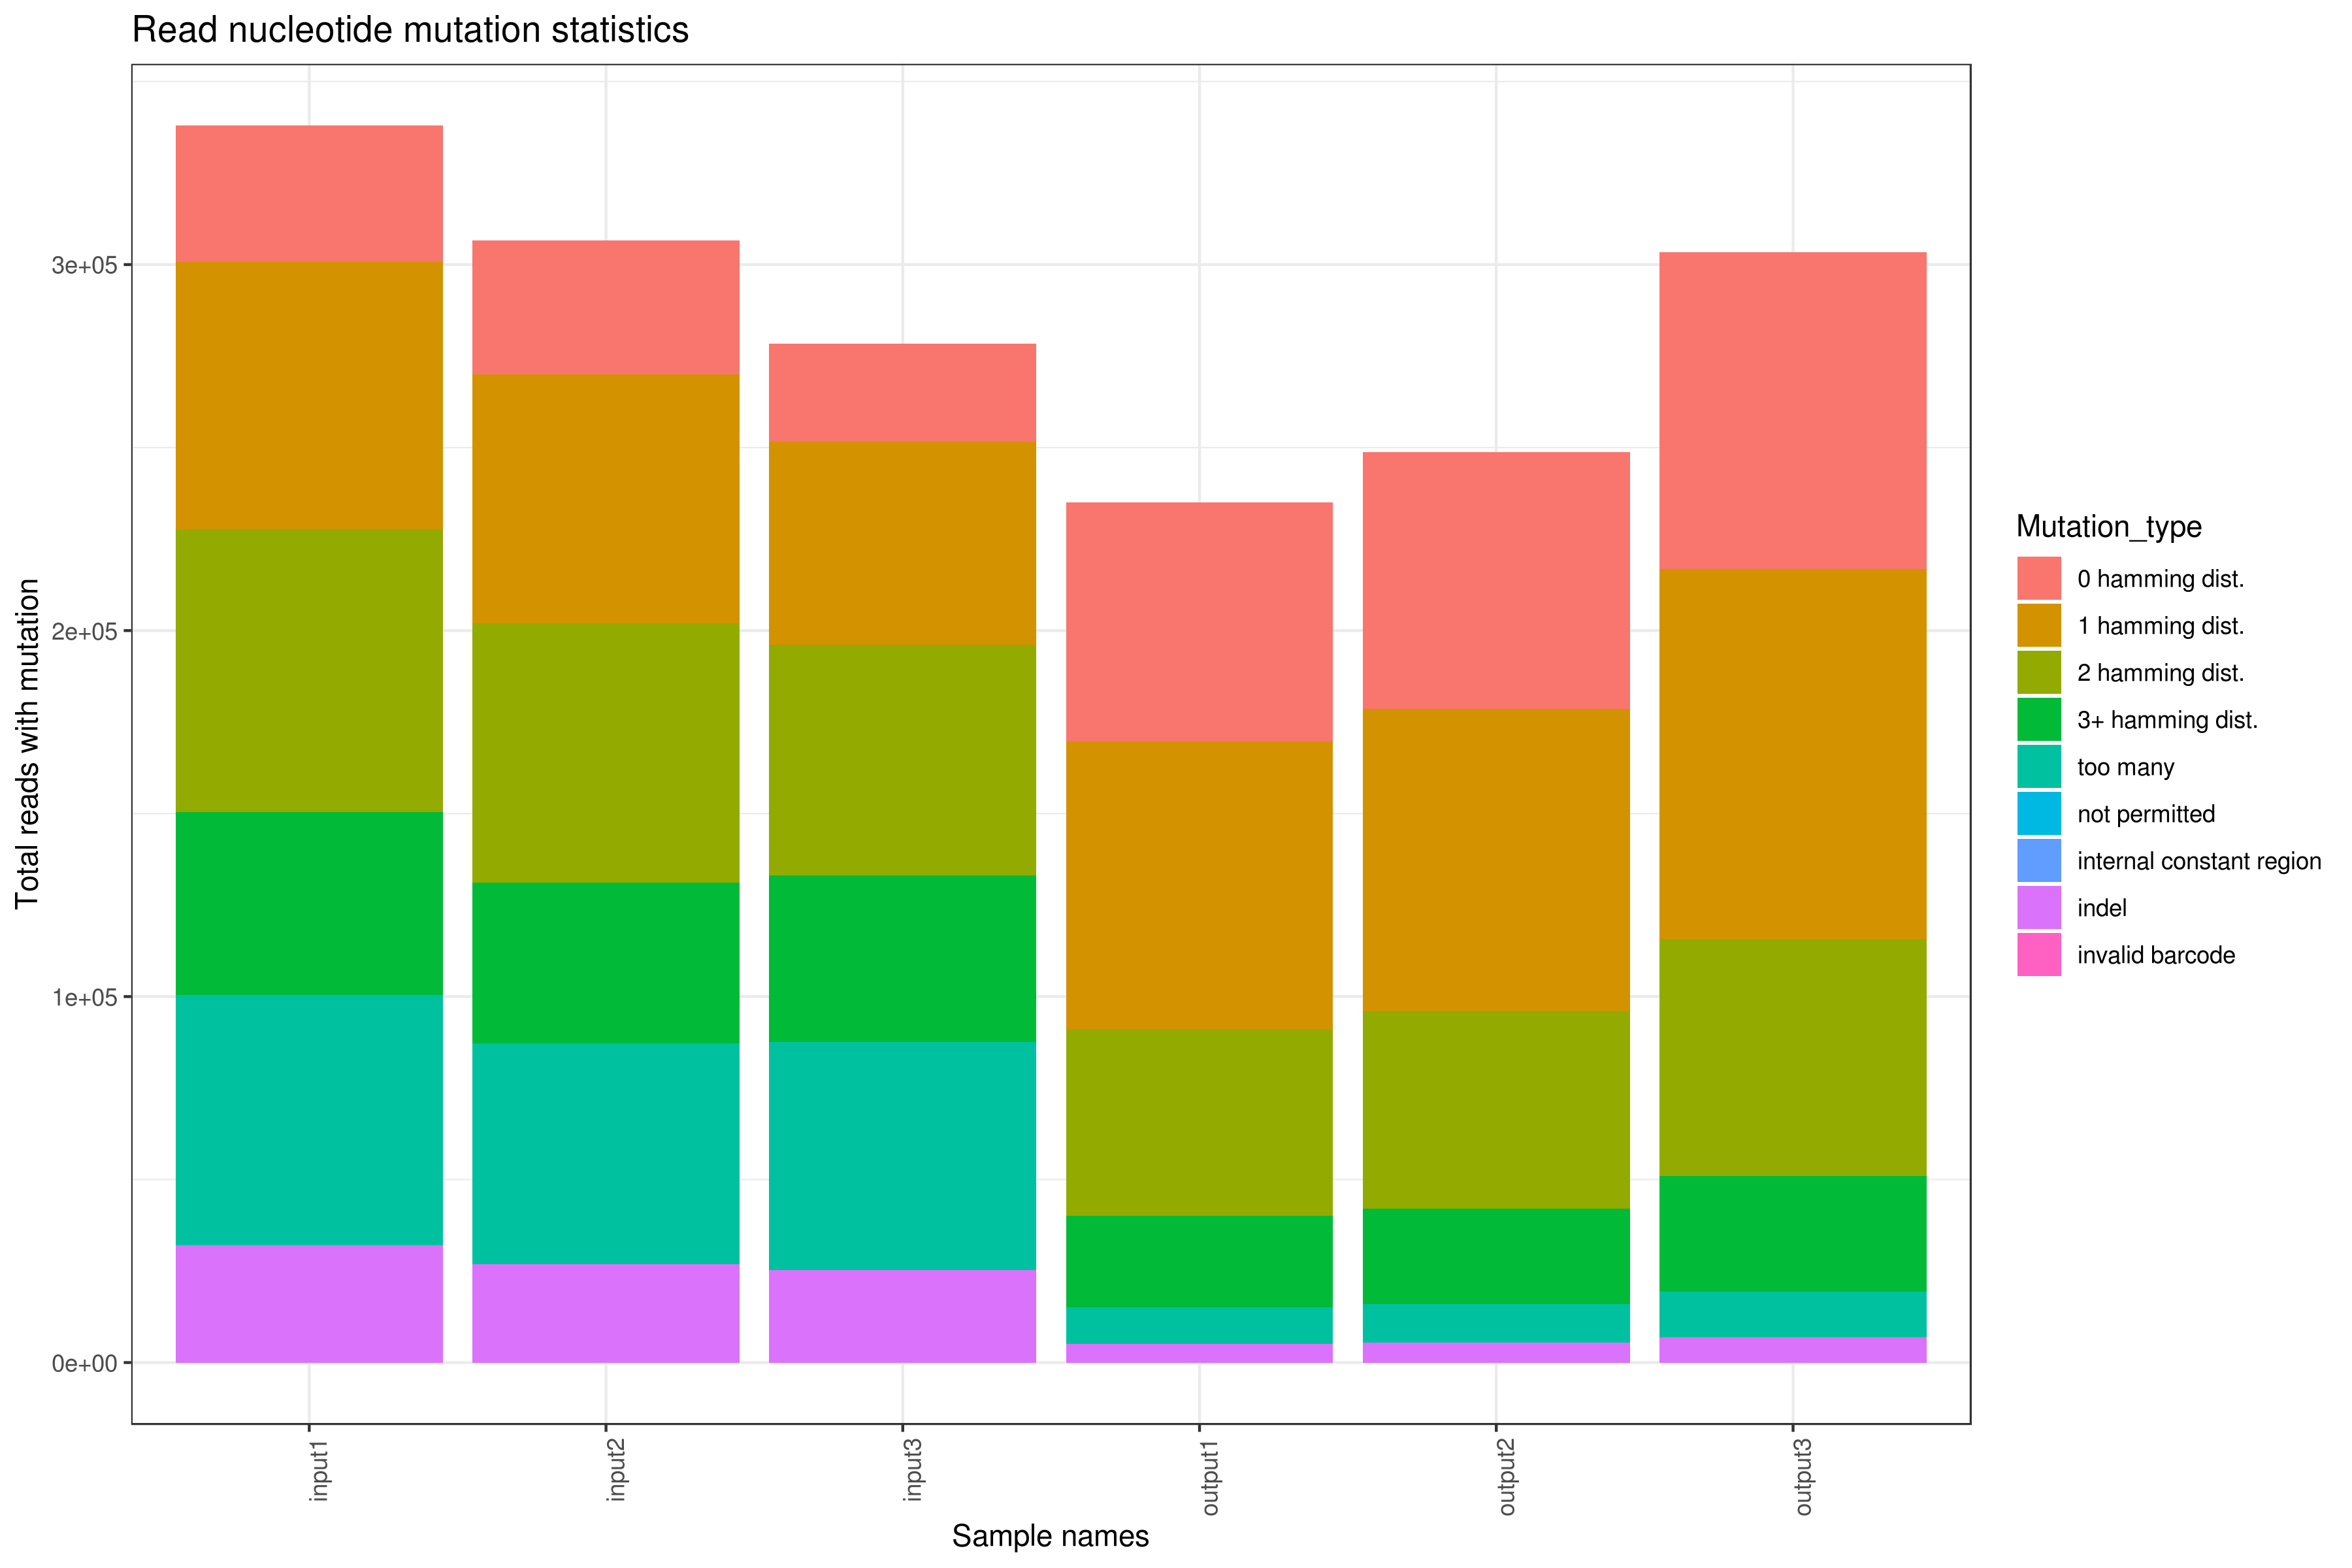 Read nucleotide mutation statistics
Total reads with mutation
3e+05
2e+05
1e+05
0e+00
input1
input2
input3
output1
output2
output3
Sample names
Mutation_type
0 hamming dist.
1 hamming dist.
2 hamming dist.
3+ hamming dist.
too many
not permitted
internal constant region
indel
invalid barcode